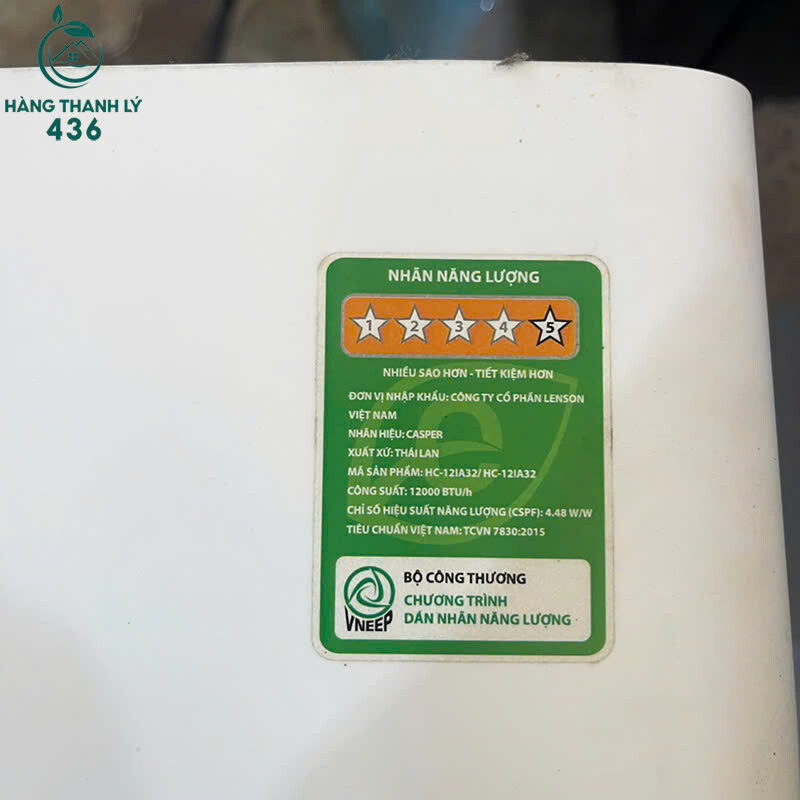 HÀNG THANH LÝ
436
NHÃN NĂNG LƯỢNG
1 2 3 4 5
NHIỀU SAO HƠN - TIẾT KIỆM HƠN
ĐƠN VỊ NHẬP KHẨU: CÔNG TY CỔ PHẦN LENSON
VIỆT NAM
NHÃN HIỆU: CASPER
XUẤT XỨ: THÁI LAN
MÃ SẢN PHẨM: HC-12IA32/ HC-12IA32
CÔNG SUẤT: 12000 BTU/h
CHỈ SỐ HIỆU SUẤT NĂNG LƯỢNG (CSPF): 4.48 W/W
TIÊU CHUẨN VIỆT NAM: TCVN 7830:2015
BỘ CÔNG THƯƠNG
CHƯƠNG TRÌNH
DÁN NHÃN NĂNG LƯỢNG
VNEEP